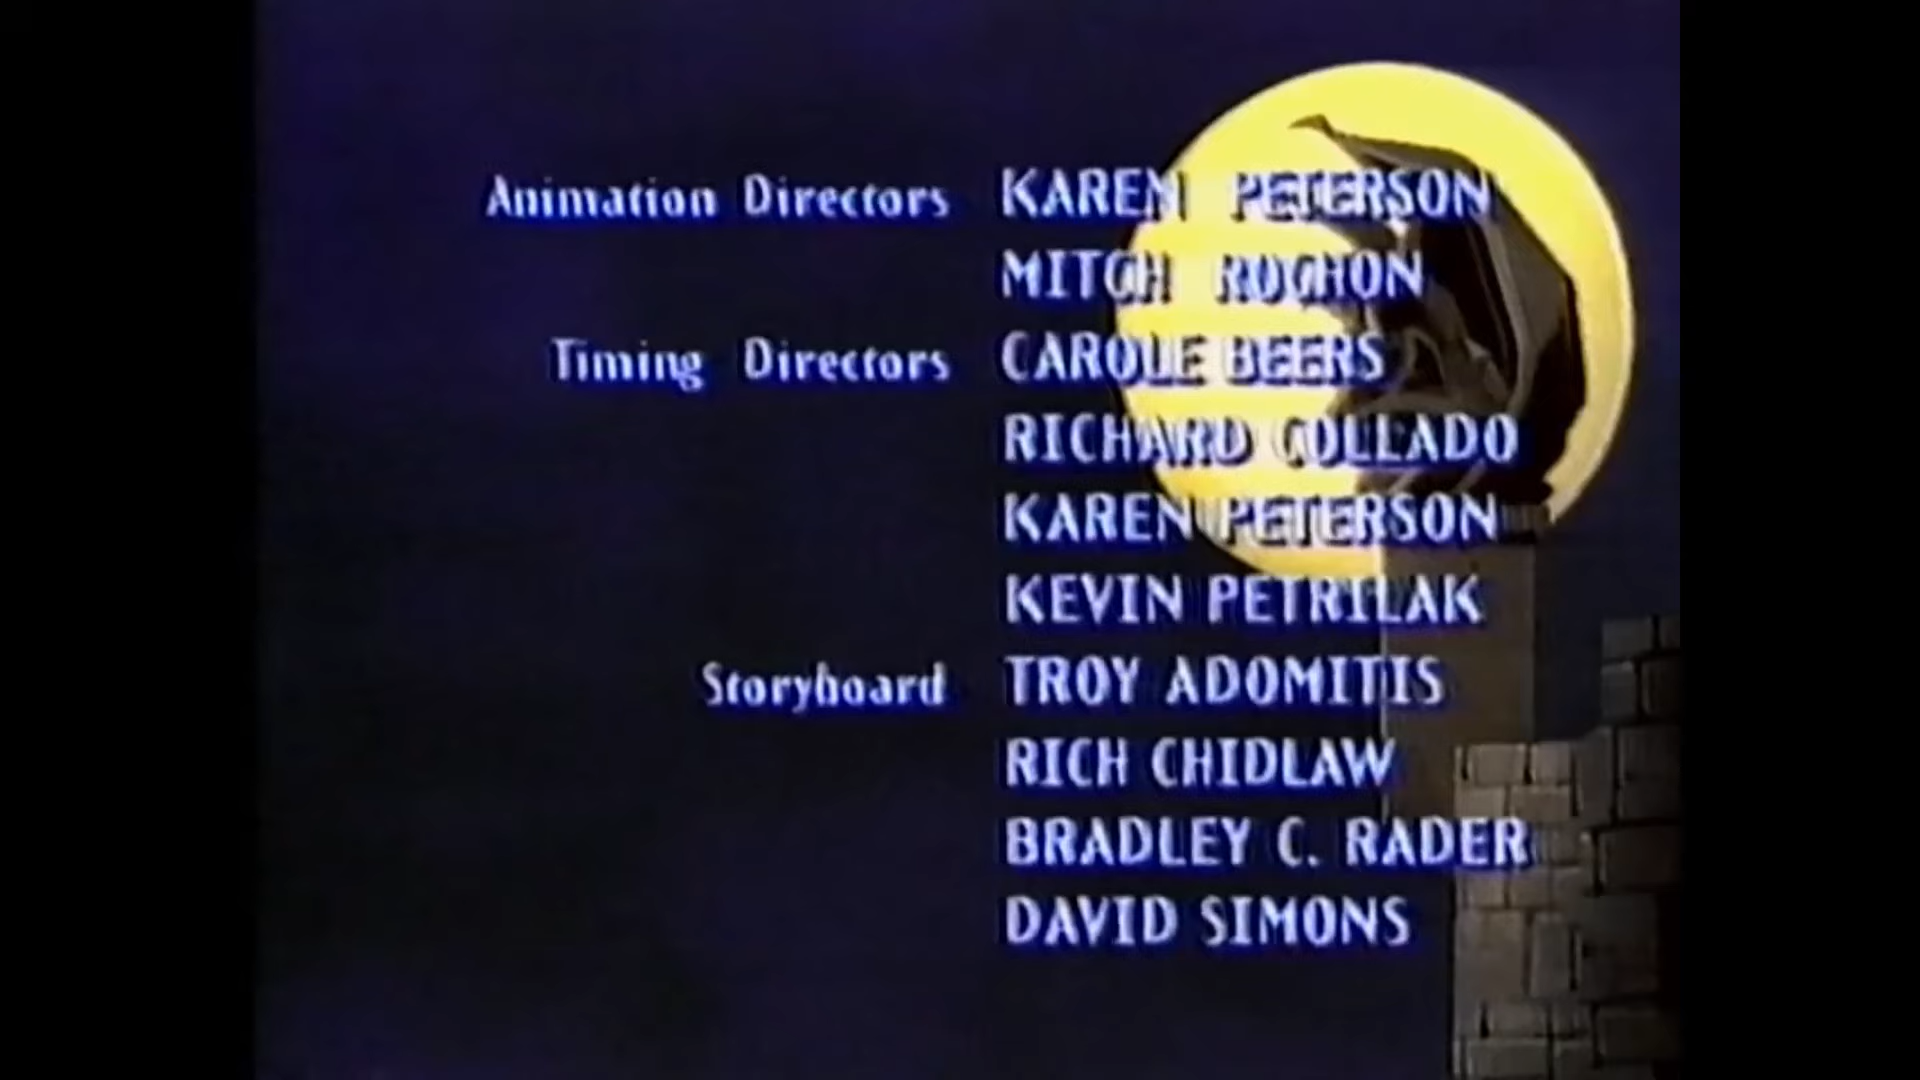 Animation Directors KAREN PETERSON
MITCH ROCHON
Timing Directors CAROLE BEERS
RICHARD COLLADO
KAREN PETERSON
KEVIN PETRILAK
Storyboard TROY ADOMITIS
RICH CHIDLAW
BRADLEY C. RADER
DAVID SIMONS